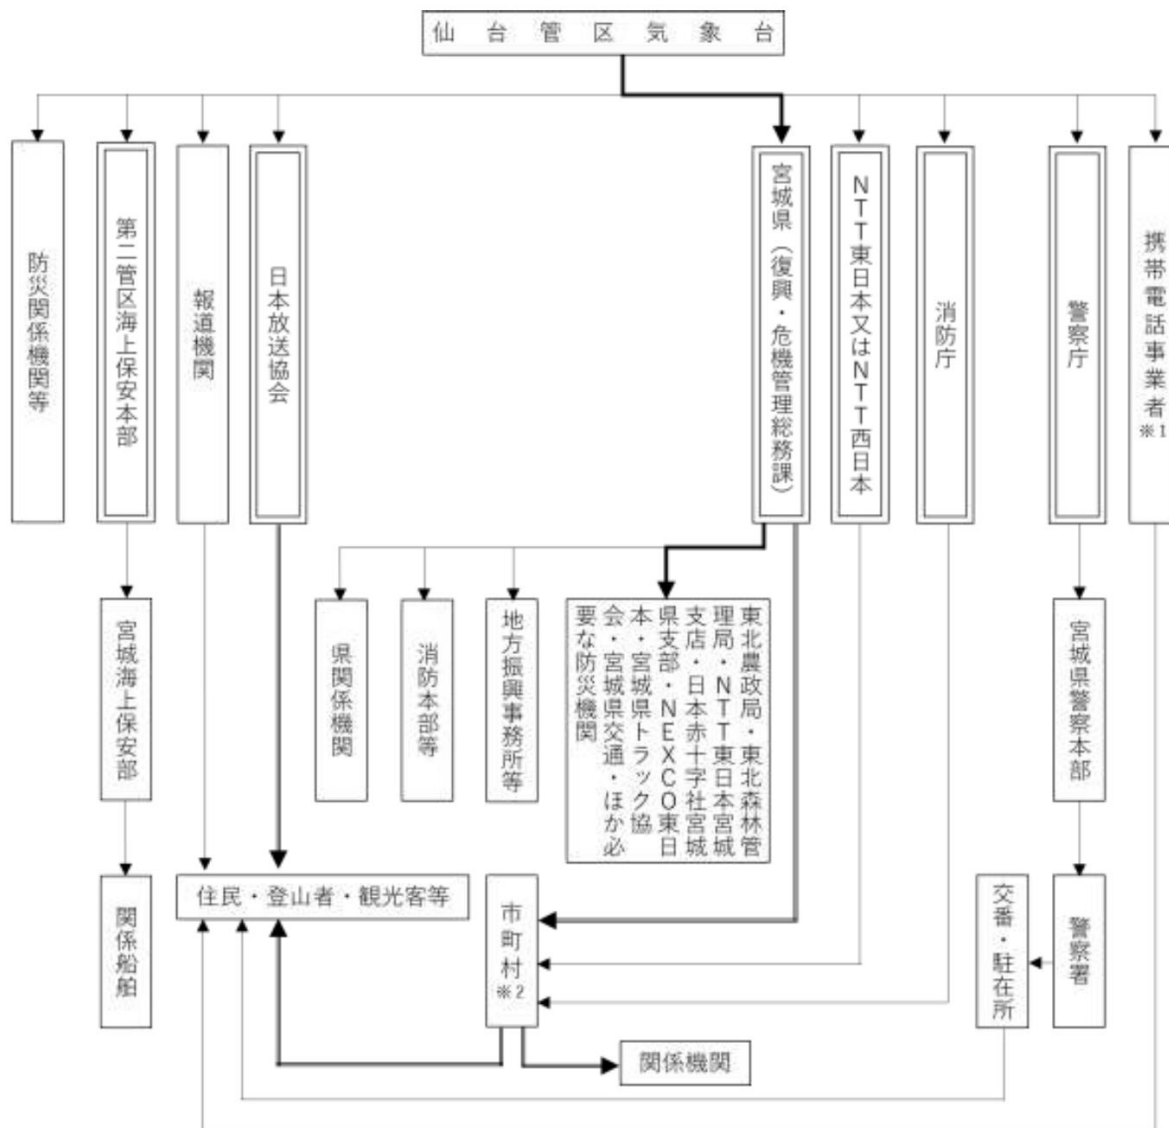 仙台管区気象台
防災関係機関等
第二管区海上保安本部
報道機関
日本放送協会
宮城県(復興・危機管理総務課)
NTT東日本又はNTT西日本
消防庁
警察庁
携帯電話事業者
※1
宮城海上保安部
県関係機関
消防本部等
地方振興事務所等
東北農政局・東北森林管
理局・NTT東日本宮城
支店・日本赤十字社宮城
県支部・NEXCO東日
本・宮城県トラック協
会・宮城県交通・ほか必
要な防災機関
宮城県警察本部
関係船舶
住民・登山者・観光客等
市町村
※2
交番・駐在所
警察署
関係機関